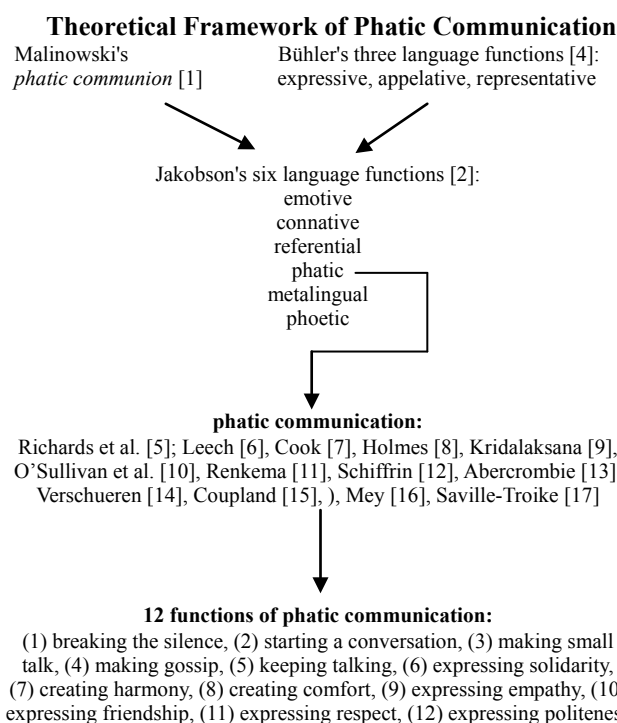 Theoretical Framework of Phatic Communication
Malinowski's
phatic communion [1]
Bühler's three language functions [4]:
expressive, appelative, representative
Jakobson's six language functions [2]:
emotive
connative
referential
phatic
metalingual
phoetic
phatic communication:
Richards et al. [5]; Leech [6], Cook [7], Holmes [8], Kridalaksana [9],
O'Sullivan et al. [10], Renkema [11], Schiffrin [12], Abercrombie [13]
Verschueren [14], Coupland [15], ), Mey [16], Saville-Troike [17]
12 functions of phatic communication:
(1) breaking the silence, (2) starting a conversation, (3) making small
talk, (4) making gossip, (5) keeping talking, (6) expressing solidarity,
(7) creating harmony, (8) creating comfort, (9) expressing empathy, (10
expressing friendship, (11) expressing respect, (12) expressing politenes